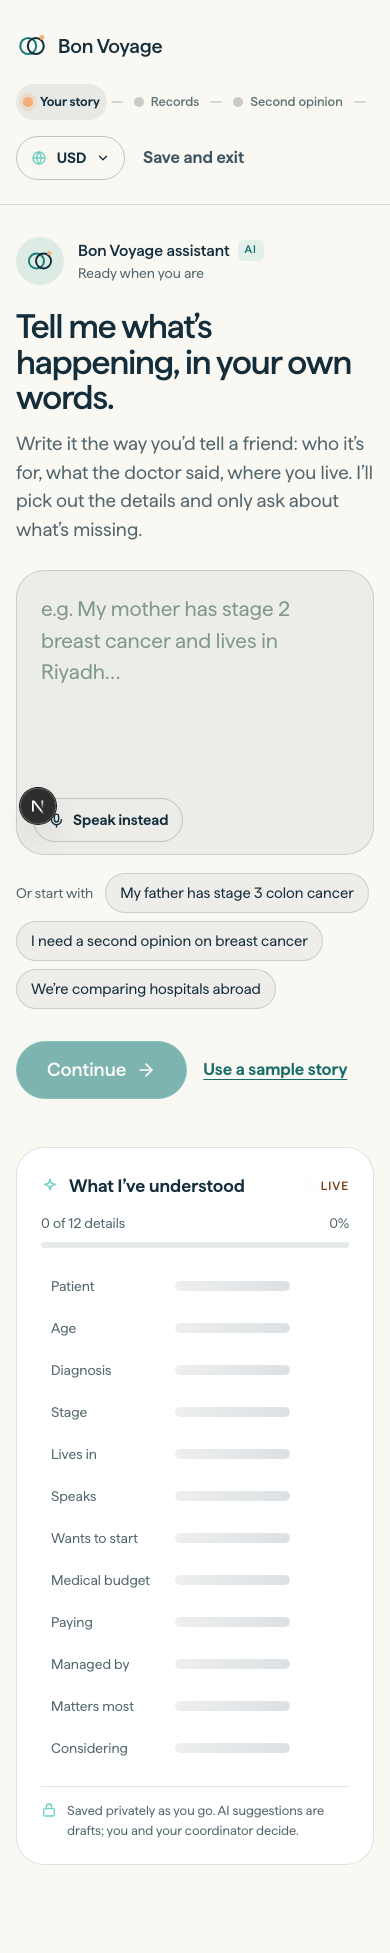 Bon Voyage
Your story
Records
Second opinion
USD
Save and exit
Bon Voyage assistant AI
Ready when you are
Tell me what’s
happening, in your own
words.
Write it the way you’d tell a friend: who it’s
for, what the doctor said, where you live. I’ll
pick out the details and only ask about
what’s missing.
e.g. My mother has stage 2
breast cancer and lives in
Riyadh…
N
Speak instead
Or start with
My father has stage 3 colon cancer
I need a second opinion on breast cancer
We’re comparing hospitals abroad
Continue
Use a sample story
What I’ve understood
LIVE
0 of 12 details
0%
Patient
Age
Diagnosis
Stage
Lives in
Speaks
Wants to start
Medical budget
Paying
Managed by
Matters most
Considering
Saved privately as you go. AI suggestions are
drafts; you and your coordinator decide.